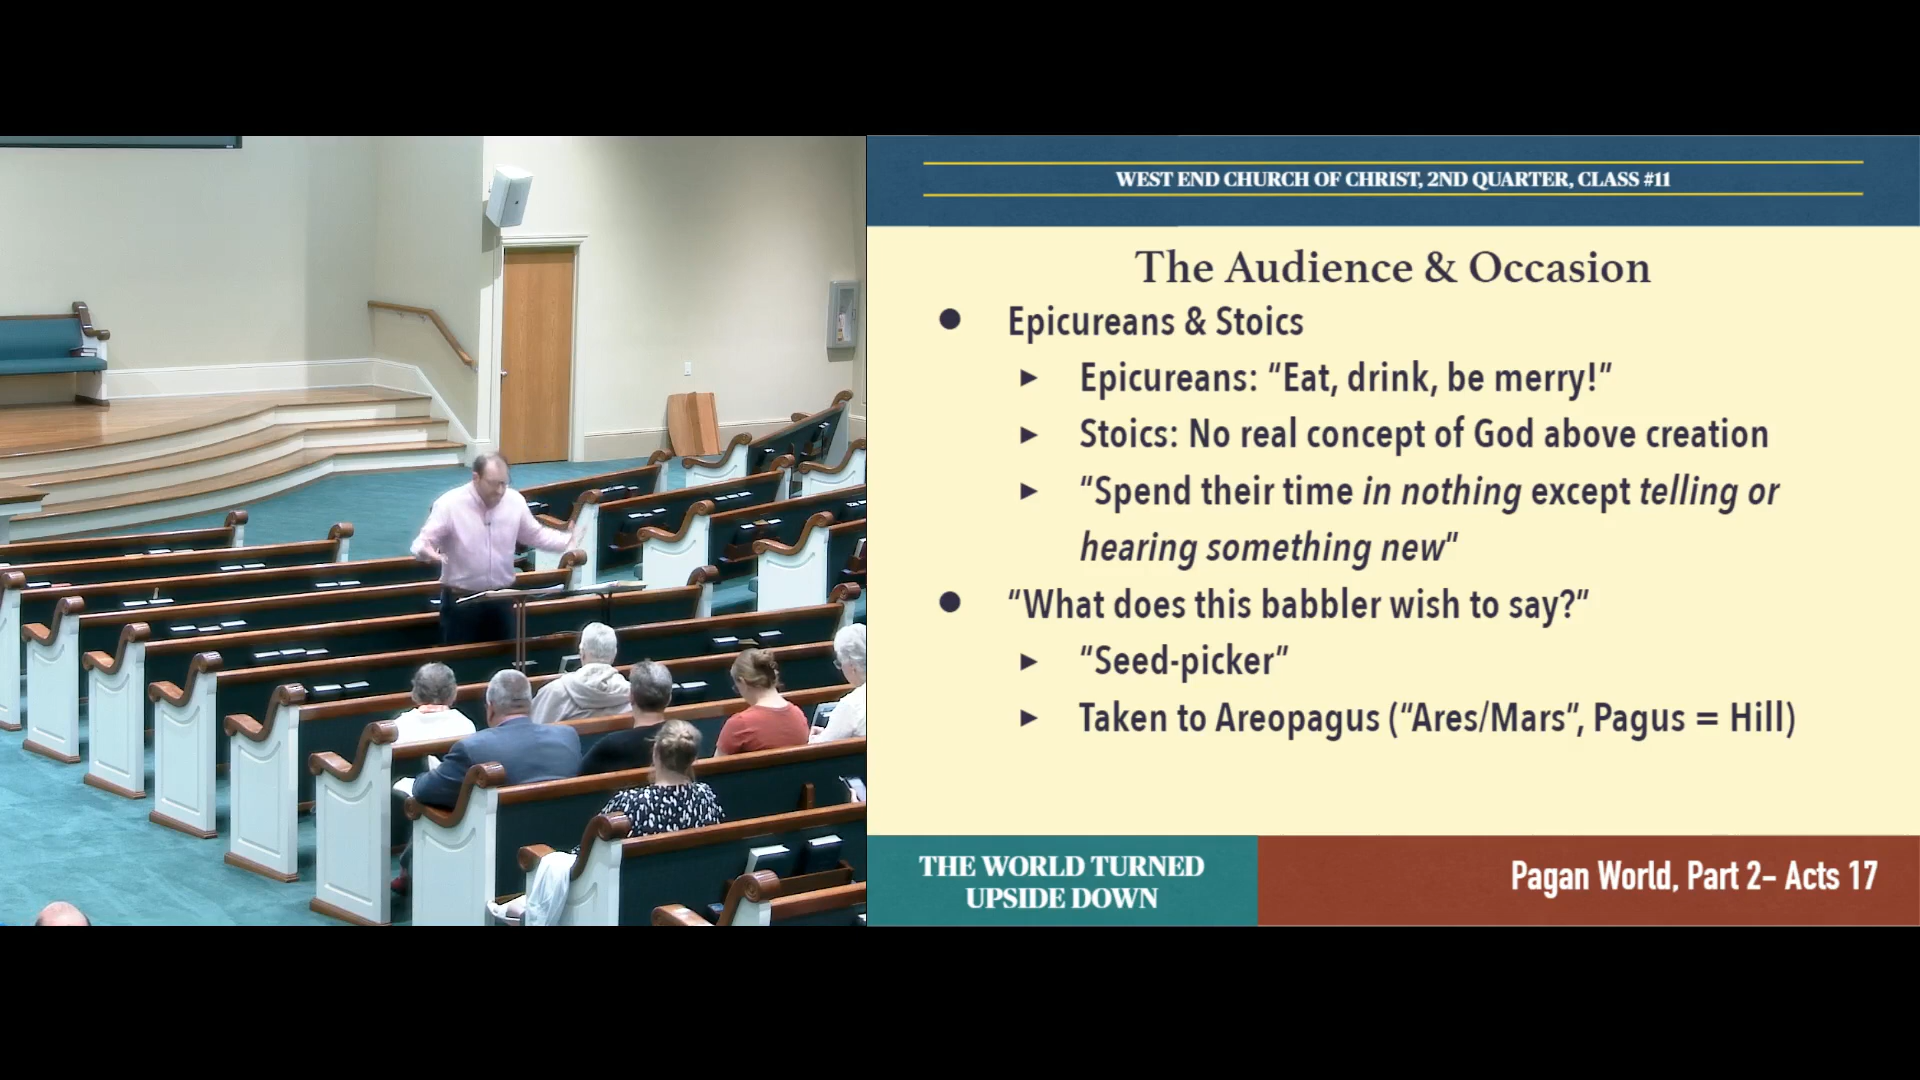 WEST END CHURCH OF CHRIST, 2ND QUARTER, CLASS #11
The Audience & Occasion
● Epicureans & Stoics
► Epicureans: “Eat, drink, be merry!”
► Stoics: No real concept of God above creation
► “Spend their time in nothing except telling or
hearing something new”
● “What does this babbler wish to say?”
► “Seed-picker”
► Taken to Areopagus (“Ares/Mars”, Pagus = Hill)
THE WORLD TURNED
UPSIDE DOWN
Pagan World, Part 2– Acts 17